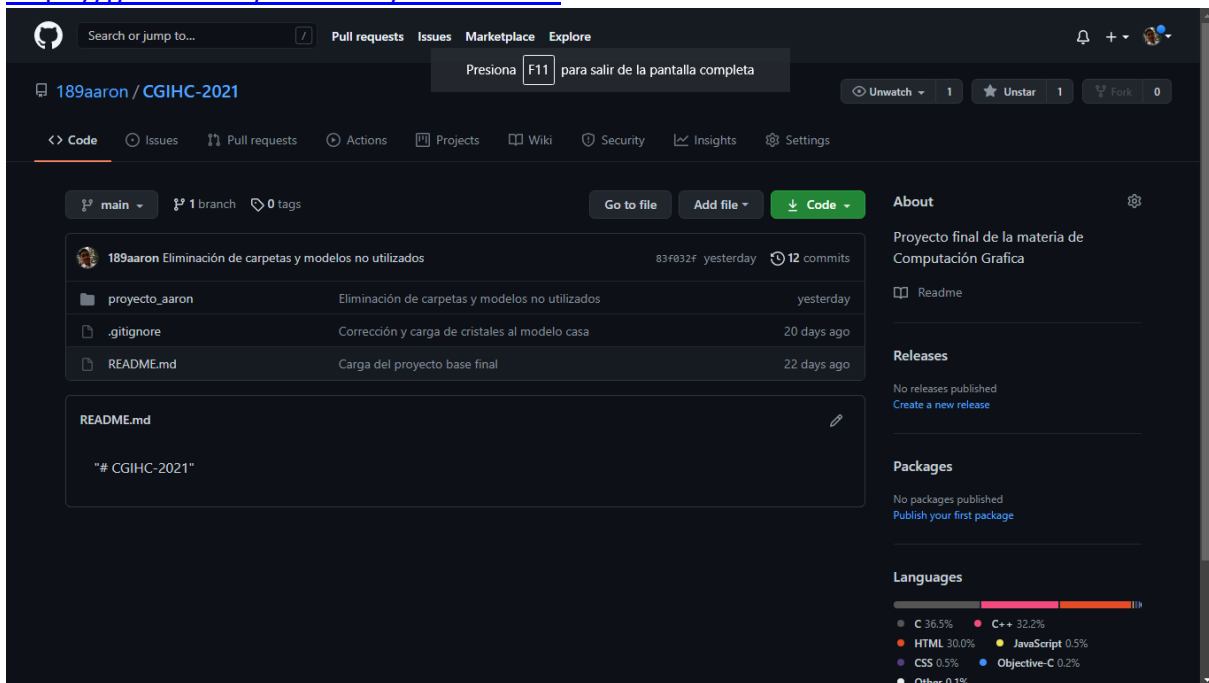 Search or jump to... / Pull requests Issues Marketplace Explore
Presiona F11 para salir de la pantalla completa
189aaron / CGIHC-2021
Unwatch 1 Unstar 1 Fork 0
Code Issues Pull requests Actions Projects Wiki Security Insights Settings
main 1 branch 0 tags Go to file Add file Code
189aaron Eliminación de carpetas y modelos no utilizados 83f032f yesterday 12 commits
proyecto_aaron Eliminación de carpetas y modelos no utilizados yesterday
.gitignore Corrección y carga de cristales al modelo casa 20 days ago
README.md Carga del proyecto base final 22 days ago
README.md
"# CGIHC-2021"
About
Proyecto final de la materia de
Computación Grafica
Readme
Releases
No releases published
Create a new release
Packages
No packages published
Publish your first package
Languages
C 36.5% C++ 32.2%
HTML 30.0% JavaScript 0.5%
CSS 0.5% Objective-C 0.2%
Other 0.1%